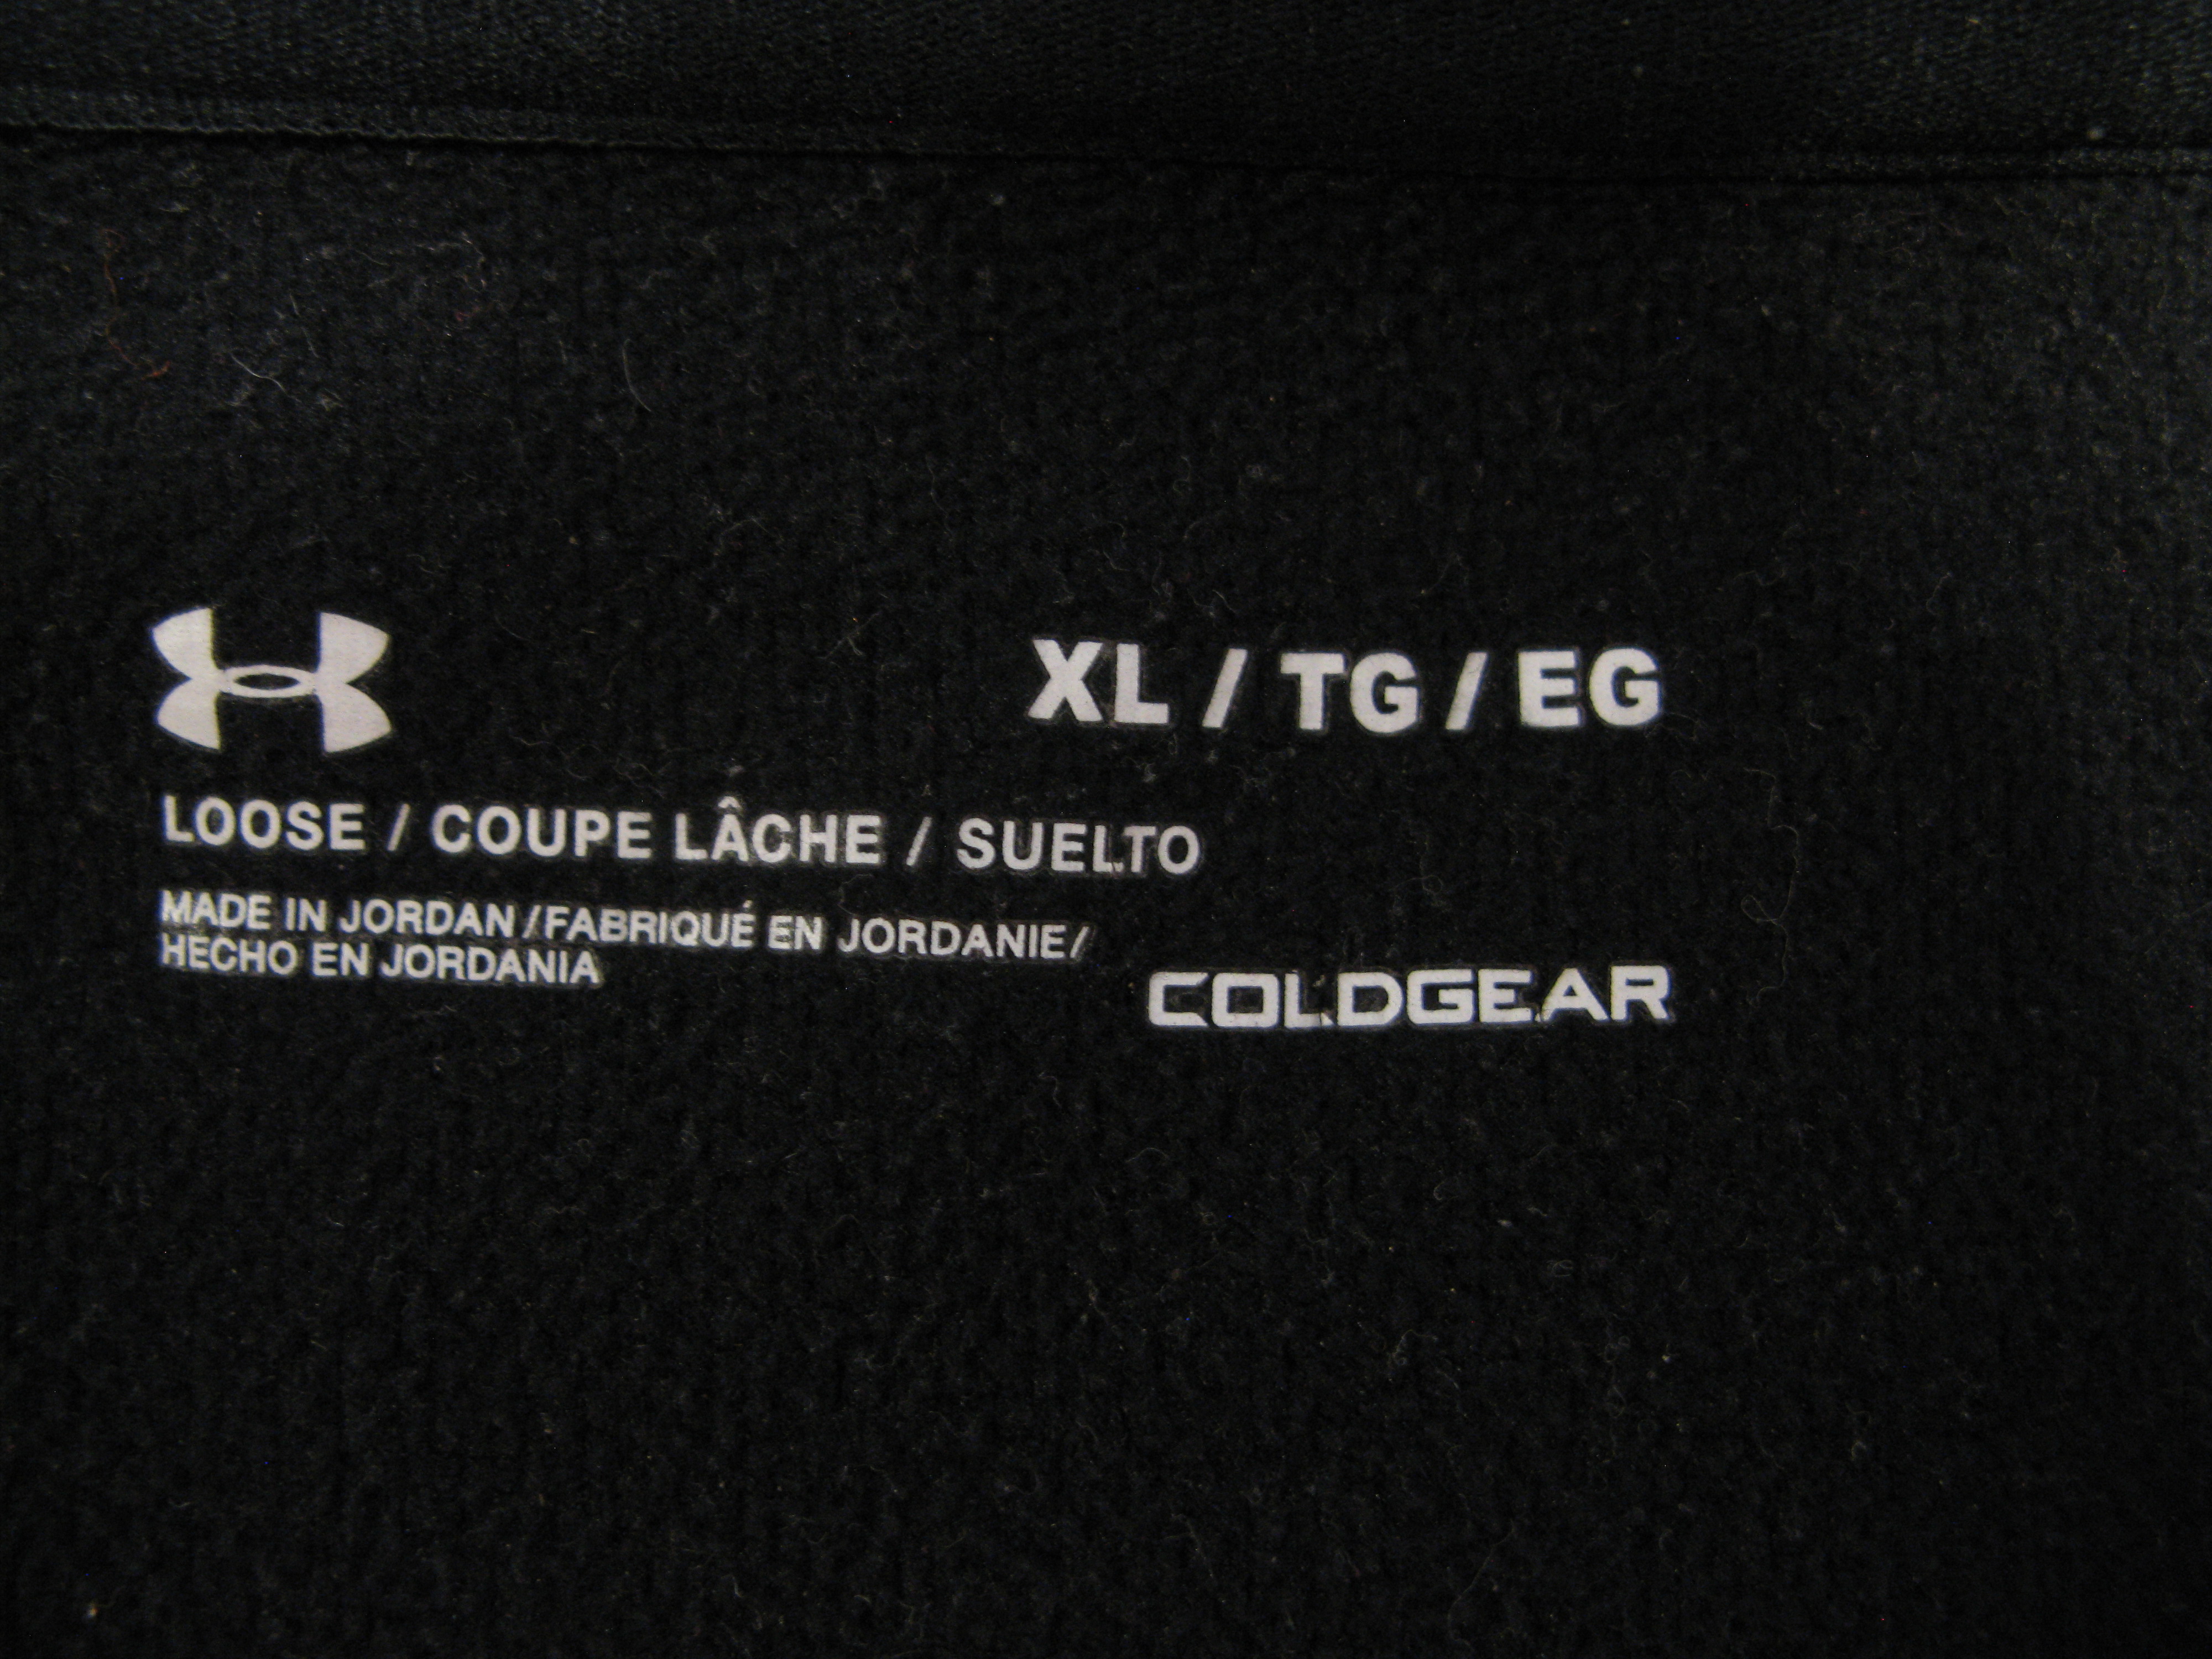 XL / TG / EG
LOOSE / COUPE LÂCHE / SUELTO
MADE IN JORDAN / FABRIQUÉ EN JORDANIE /
HECHO EN JORDANIA
COLDGEAR